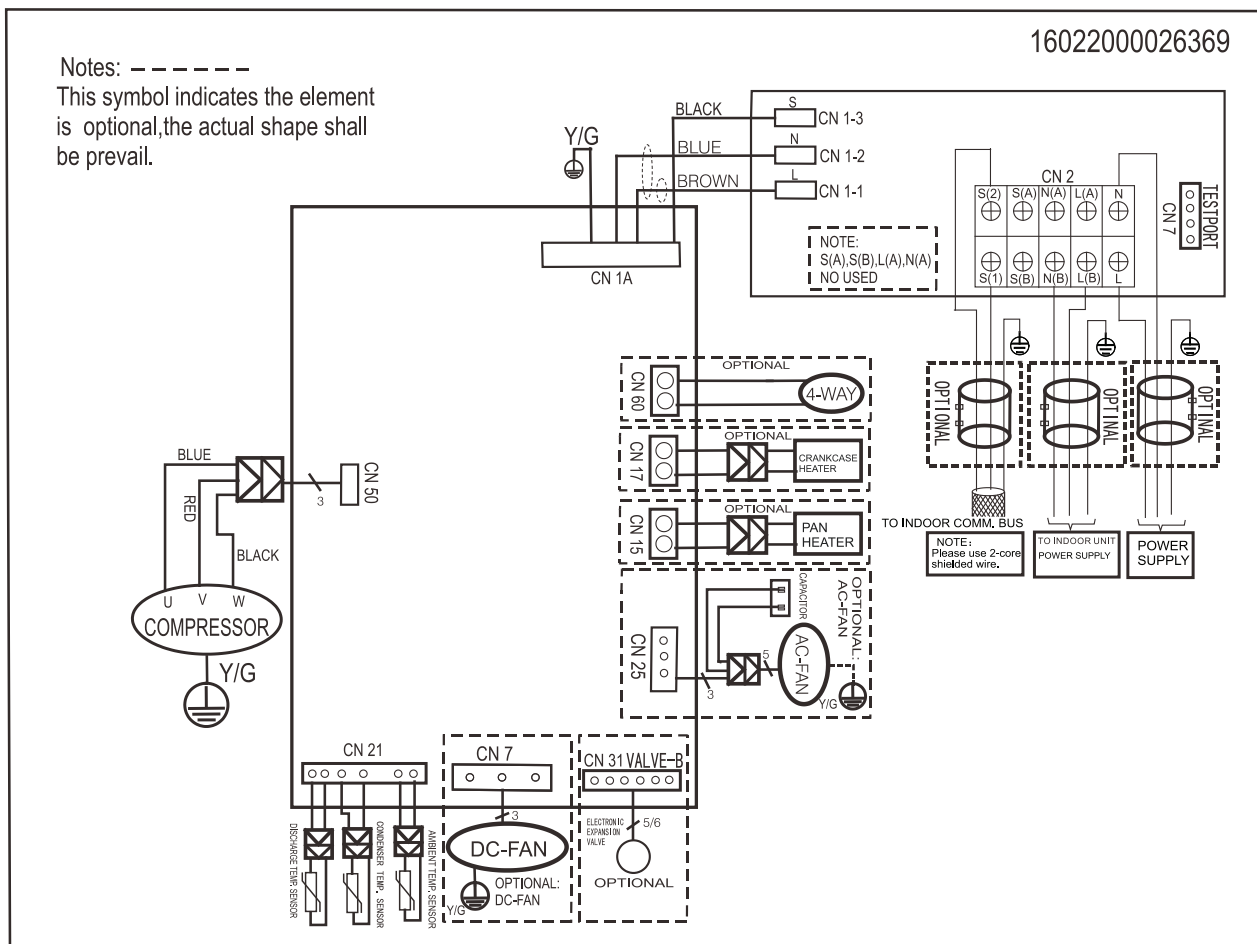 16022000026369
Notes:
This symbol indicates the element
is optional,the actual shape shall
be prevail.
Y/G
BLACK
BLUE
BROWN
S
CN 1-3
N
CN 1-2
L
CN 1-1
CN 1A
NOTE:
S(A),S(B),L(A),N(A)
NO USED
CN 2
S(2) S(A) N(A) L(A) N
S(1) S(B) N(B) L(B) L
TESTPORT
CN 7
OPTIONAL
OPTIONAL
OPTINAL
TO INDOOR COMM. BUS
NOTE:
Please use 2-core
shielded wire.
TO INDOOR UNIT
POWER SUPPLY
POWER
SUPPLY
CN 60
OPTIONAL
4-WAY
CN 17
OPTIONAL
CRANKCASE
HEATER
CN 15
OPTIONAL
PAN
HEATER
CN 25
3
CAPACITOR
5
AC-FAN
Y/G
OPTIONAL:
AC-FAN
BLUE
RED
BLACK
3
CN 50
U V W
COMPRESSOR
Y/G
CN 21
DISCHARGE TEMP. SENSOR
CONDENSER TEMP. SENSOR
AMBIENT TEMP. SENSOR
CN 7
3
DC-FAN
Y/G
OPTIONAL:
DC-FAN
CN 31 VALVE-B
ELECTRONIC
EXPANSION
VALVE
5/6
OPTIONAL